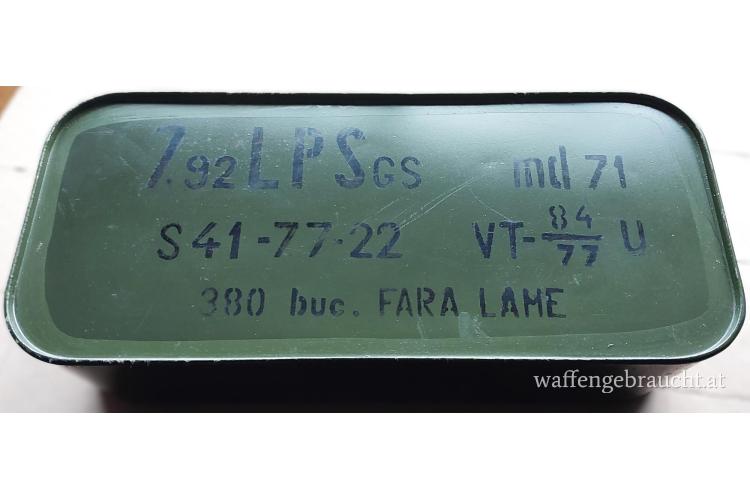 7.92 LPS GS md 71
S41-77-22 VT-84/77 U
380 buc. FARA LAME
waffengebraucht.at